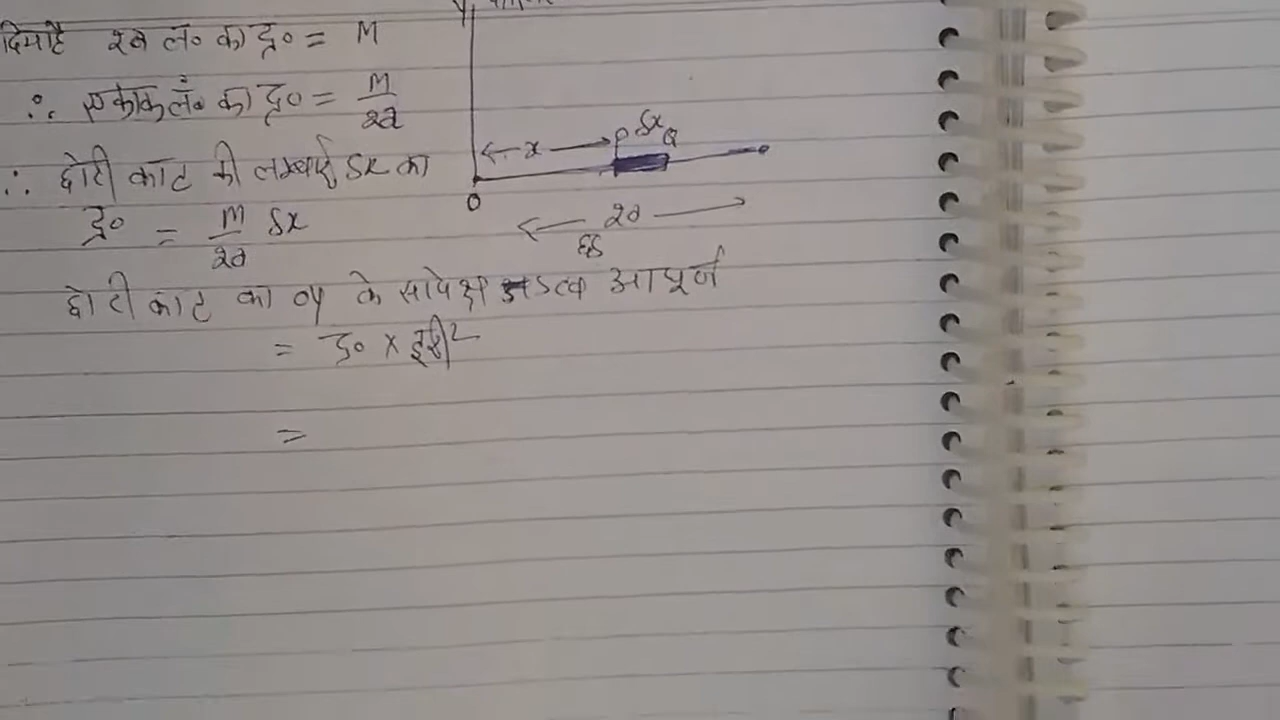 दिया है 2a लं० का द्र० = M
∴ एकांक लं० का द्र० = M/2a
∴ छोटी काट की लम्बाई δx का
द्र० = M/2a δx
छोटी काट का oy के सापेक्ष जड़त्व आघूर्ण
= द्र० × दूरी²
=
Y
x
P δx Q
O
2a
छड़